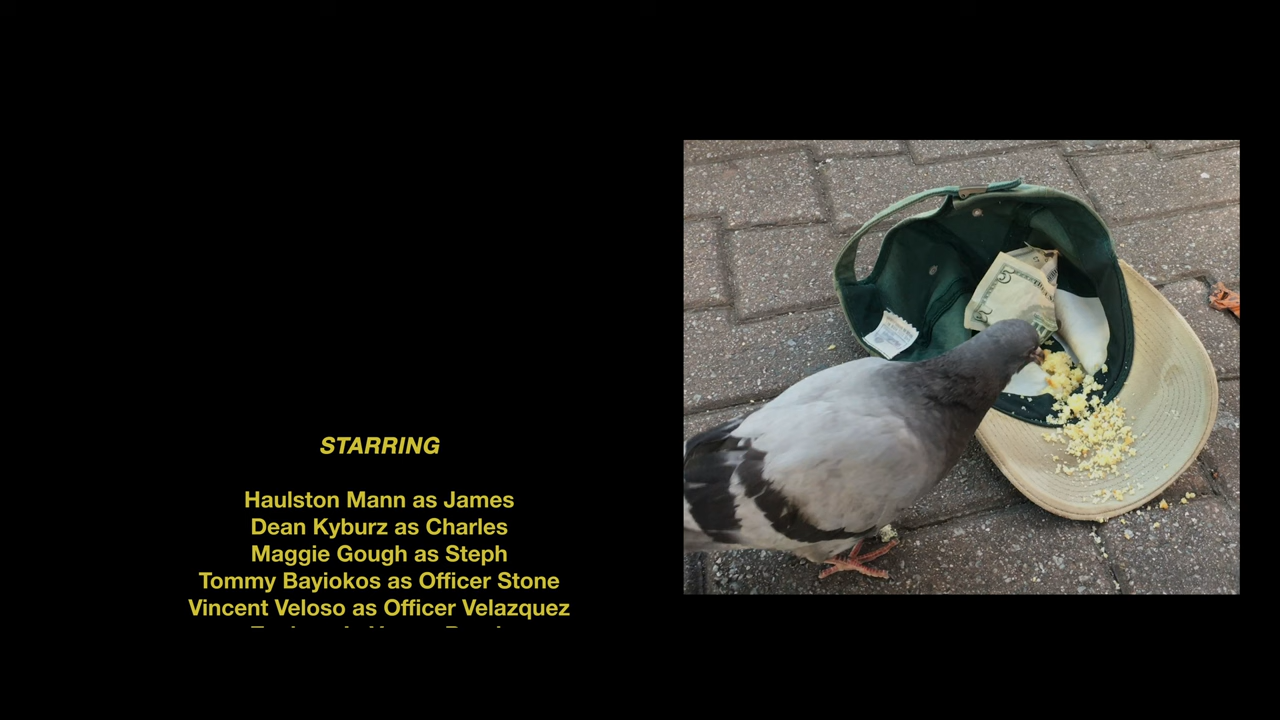 STARRING
Haulston Mann as James
Dean Kyburz as Charles
Maggie Gough as Steph
Tommy Bayiokos as Officer Stone
Vincent Veloso as Officer Velazquez
5